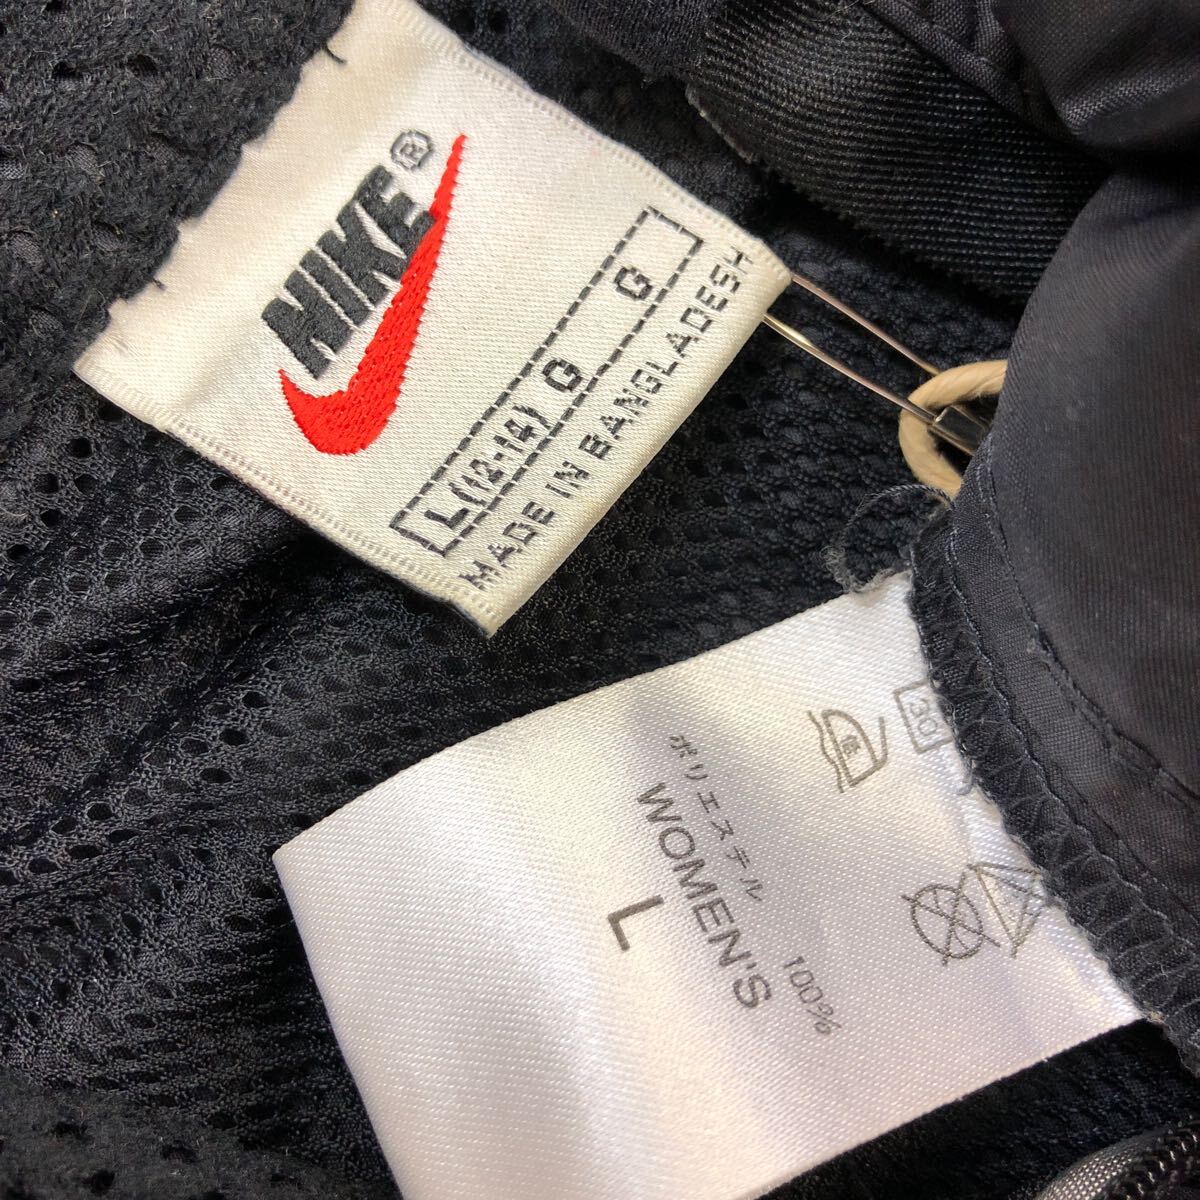 NIKE®
L(12-14) G G
MADE IN BANGLADESH
30
ポリエステル 100%
WOMEN'S
L